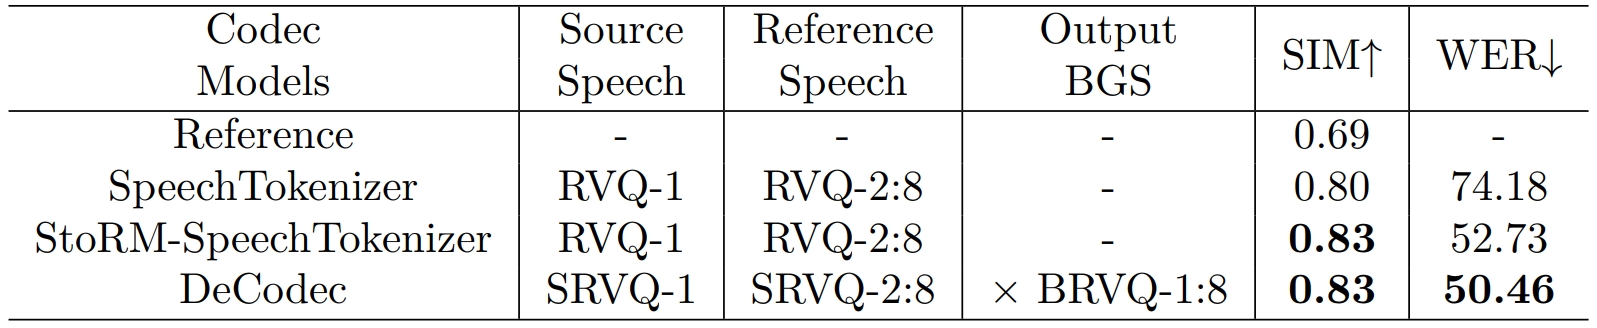 Codec Source Reference Output SIM↑ WER↓
Models Speech Speech BGS
Reference - - - 0.69 -
SpeechTokenizer RVQ-1 RVQ-2:8 - 0.80 74.18
StoRM-SpeechTokenizer RVQ-1 RVQ-2:8 - 0.83 52.73
DeCodec SRVQ-1 SRVQ-2:8 × BRVQ-1:8 0.83 50.46